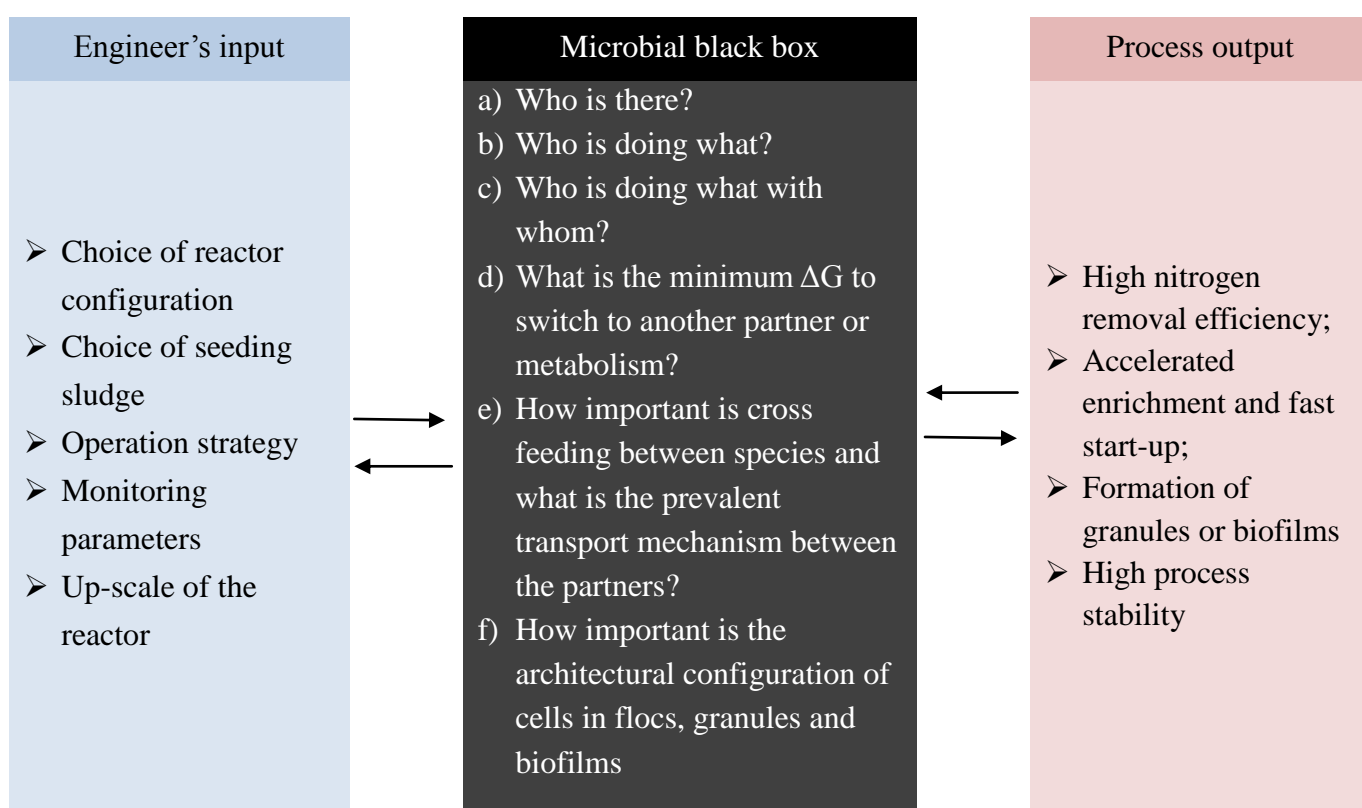 Engineer’s input
➢ Choice of reactor
configuration
➢ Choice of seeding
sludge
➢ Operation strategy
➢ Monitoring
parameters
➢ Up-scale of the
reactor
Microbial black box
a) Who is there?
b) Who is doing what?
c) Who is doing what with
whom?
d) What is the minimum ΔG to
switch to another partner or
metabolism?
e) How important is cross
feeding between species and
what is the prevalent
transport mechanism between
the partners?
f) How important is the
architectural configuration of
cells in flocs, granules and
biofilms
Process output
➢ High nitrogen
removal efficiency;
➢ Accelerated
enrichment and fast
start-up;
➢ Formation of
granules or biofilms
➢ High process
stability